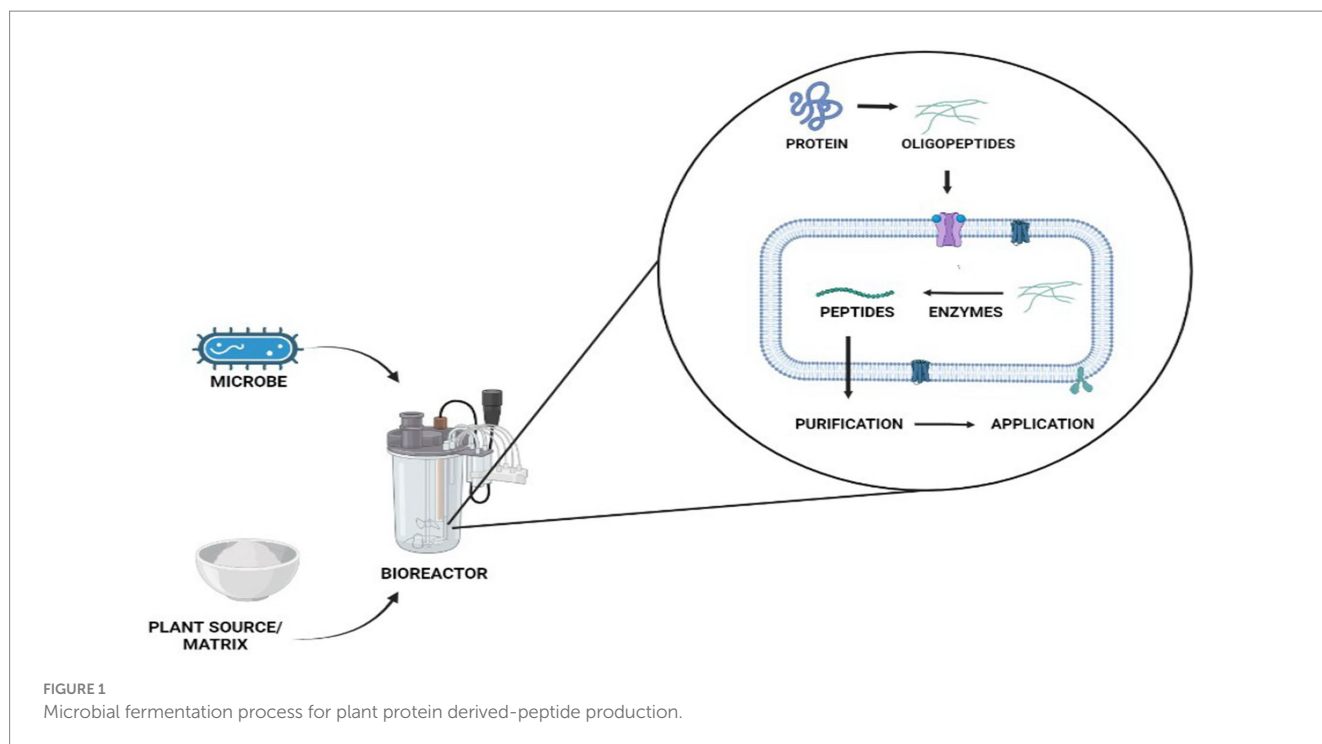 PROTEIN
OLIGOPEPTIDES
PEPTIDES
ENZYMES
PURIFICATION
APPLICATION
MICROBE
BIOREACTOR
PLANT SOURCE/
MATRIX
FIGURE 1
Microbial fermentation process for plant protein derived-peptide production.